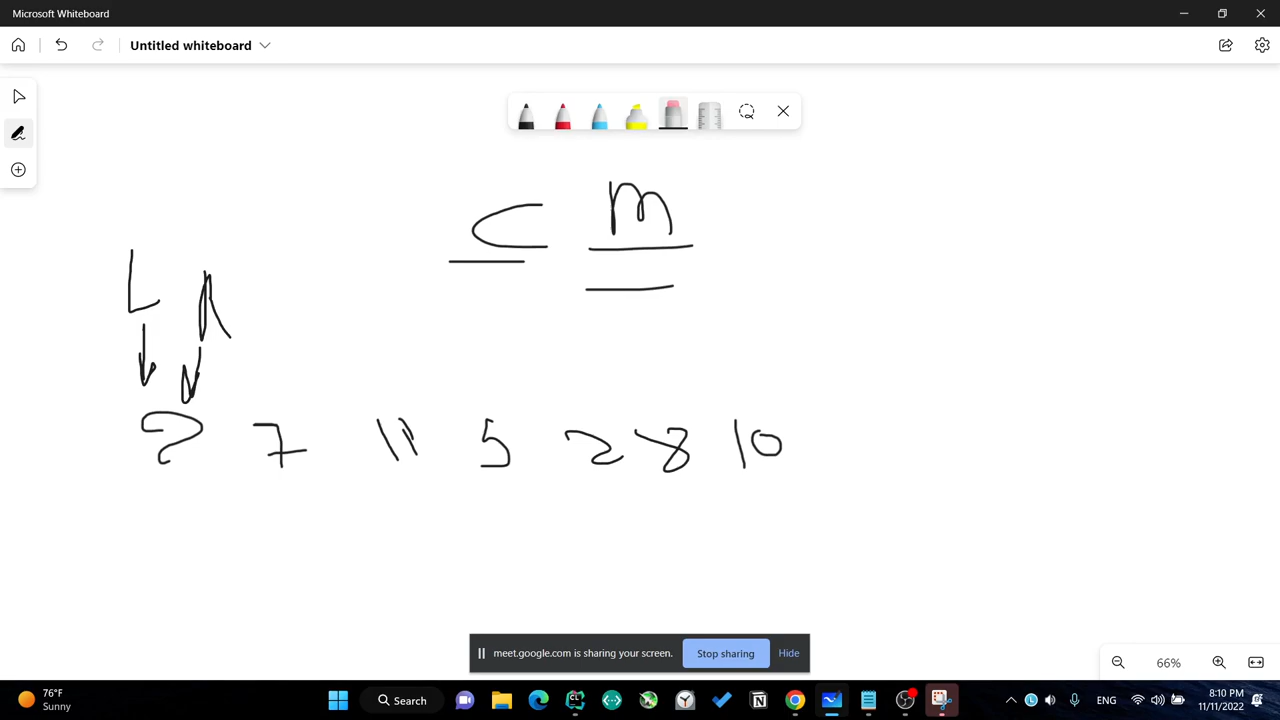 Microsoft Whiteboard
Untitled whiteboard
C m
L R
? 7 11 5 2 8 10
meet.google.com is sharing your screen. Stop sharing Hide
66%
76°F
Sunny
Search
ENG
8:10 PM
11/11/2022